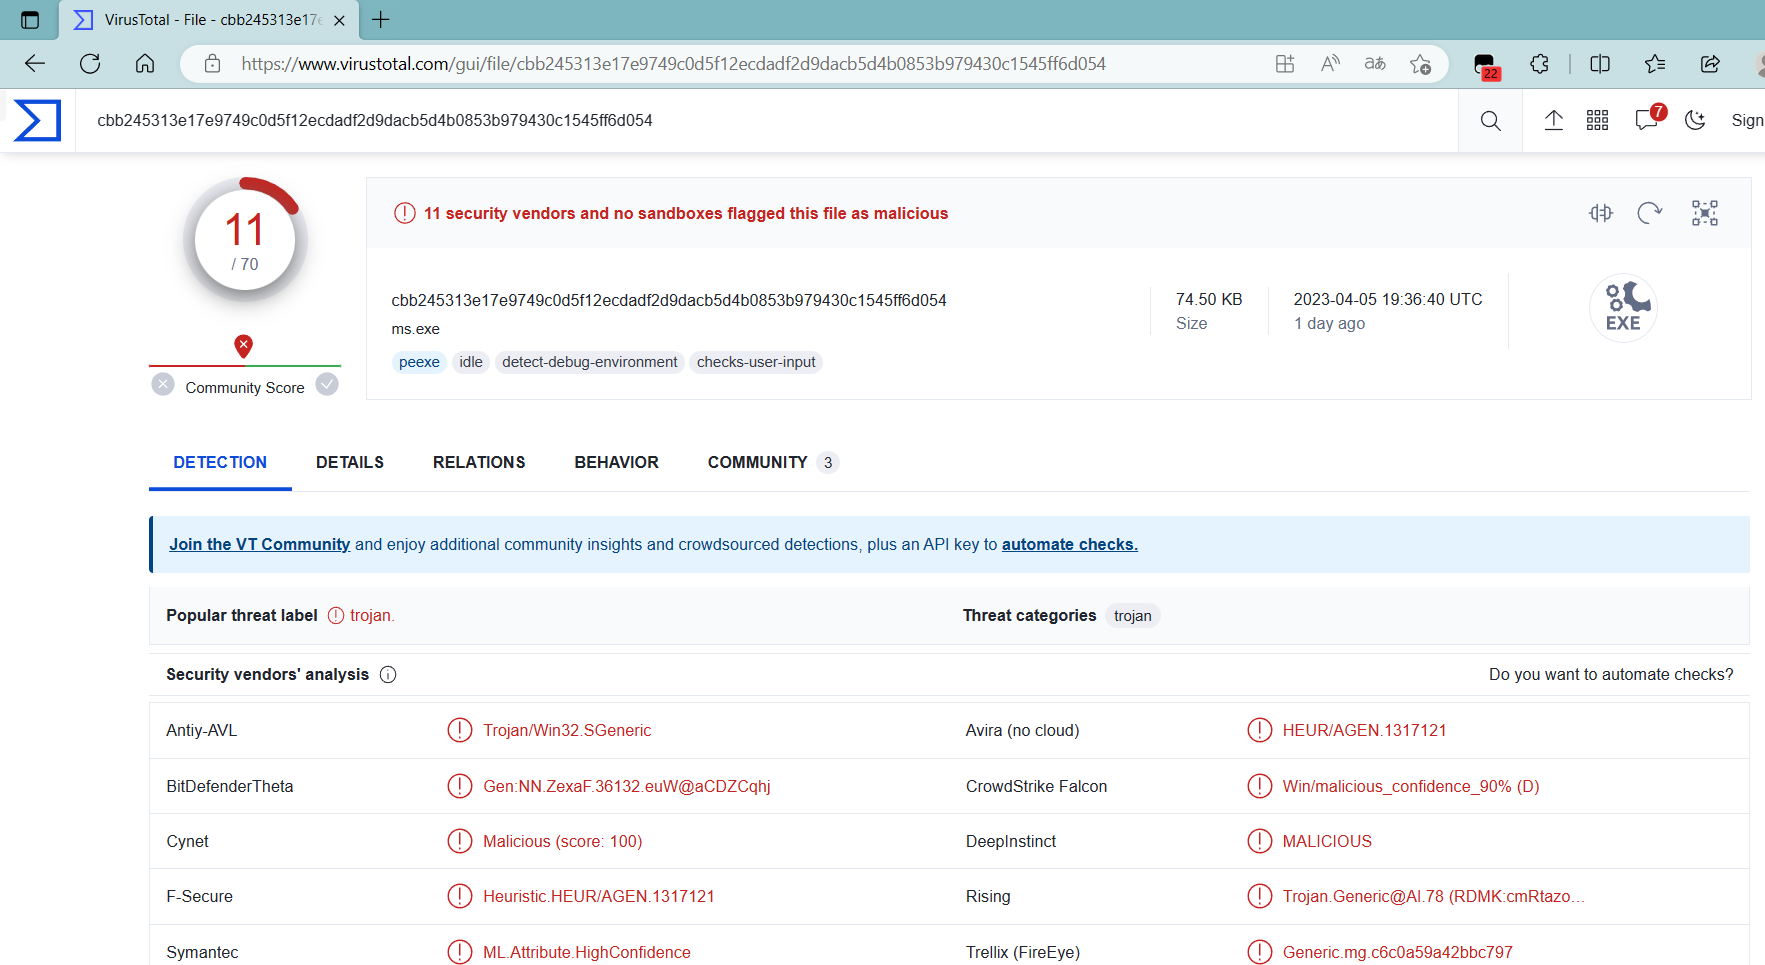 VirusTotal - File - cbb245313e17e
https://www.virustotal.com/gui/file/cbb245313e17e9749c0d5f12ecdadf2d9dacb5d4b0853b979430c1545ff6d054
22
cbb245313e17e9749c0d5f12ecdadf2d9dacb5d4b0853b979430c1545ff6d054
7
Sign
11
/ 70
Community Score
11 security vendors and no sandboxes flagged this file as malicious
cbb245313e17e9749c0d5f12ecdadf2d9dacb5d4b0853b979430c1545ff6d054
ms.exe
peexe idle detect-debug-environment checks-user-input
74.50 KB
Size
2023-04-05 19:36:40 UTC
1 day ago
EXE
DETECTION DETAILS RELATIONS BEHAVIOR COMMUNITY 3
Join the VT Community and enjoy additional community insights and crowdsourced detections, plus an API key to automate checks.
Popular threat label trojan. Threat categories trojan
Security vendors' analysis Do you want to automate checks?
Antiy-AVL Trojan/Win32.SGeneric Avira (no cloud) HEUR/AGEN.1317121
BitDefenderTheta Gen:NN.ZexaF.36132.euW@aCDZCqhj CrowdStrike Falcon Win/malicious_confidence_90% (D)
Cynet Malicious (score: 100) DeepInstinct MALICIOUS
F-Secure Heuristic.HEUR/AGEN.1317121 Rising Trojan.Generic@AI.78 (RDMK:cmRtazo...
Symantec ML.Attribute.HighConfidence Trellix (FireEye) Generic.mg.c6c0a59a42bbc797